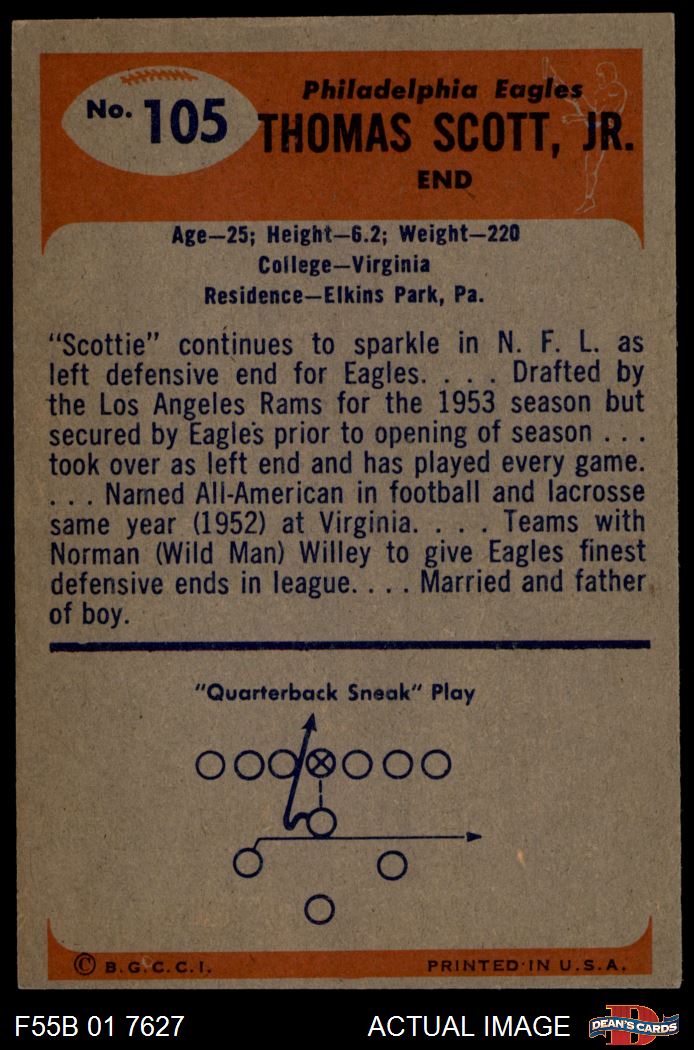 No. 105
Philadelphia Eagles
THOMAS SCOTT, JR.
END
Age—25; Height—6.2; Weight—220
College—Virginia
Residence—Elkins Park, Pa.
"Scottie" continues to sparkle in N. F. L. as
left defensive end for Eagles. . . . Drafted by
the Los Angeles Rams for the 1953 season but
secured by Eagles prior to opening of season . . .
took over as left end and has played every game.
. . . Named All-American in football and lacrosse
same year (1952) at Virginia. . . . Teams with
Norman (Wild Man) Willey to give Eagles finest
defensive ends in league. . . . Married and father
of boy.
"Quarterback Sneak" Play
© B.G.C.C.I. PRINTED IN U.S.A.
F55B 01 7627 ACTUAL IMAGE D DEAN'S CARDS